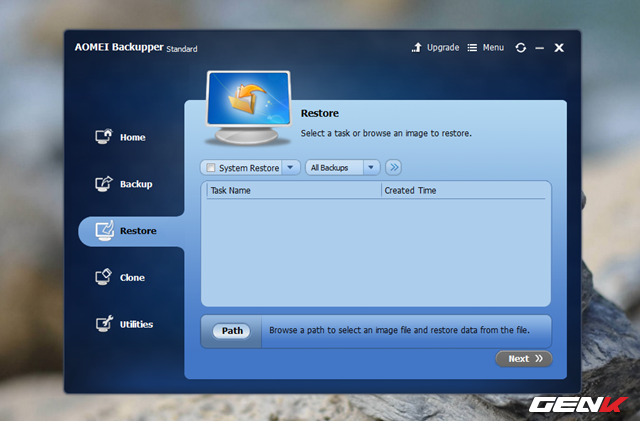 AOMEI Backupper Standard
Upgrade Menu
Restore
Select a task or browse an image to restore.
Home
Backup
Restore
Clone
Utilities
System Restore All Backups
Task Name Created Time
Path Browse a path to select an image file and restore data from the file.
Next
GENK